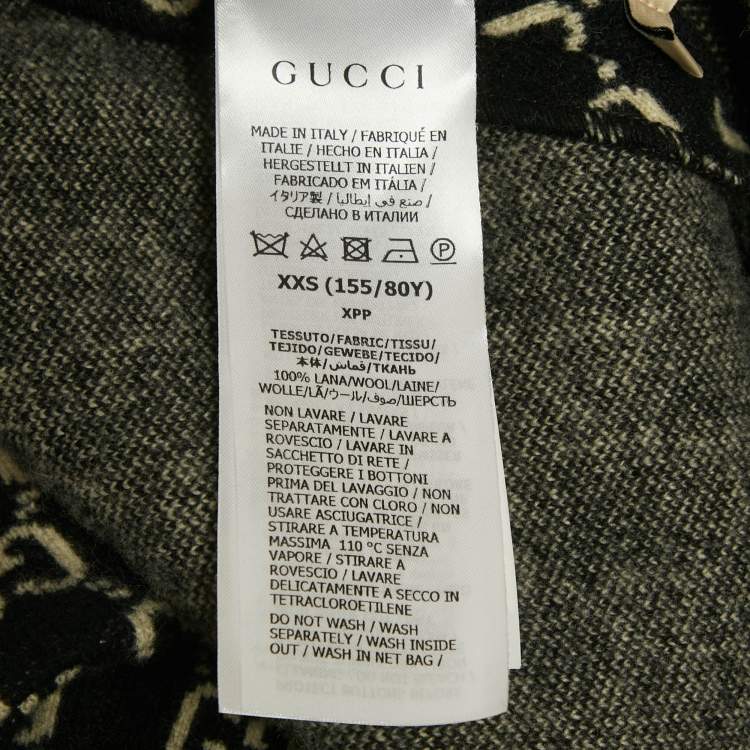 GUCCI
MADE IN ITALY / FABRIQUÉ EN
ITALIE / HECHO EN ITALIA /
HERGESTELLT IN ITALIEN /
FABRICADO EM ITÁLIA /
イタリア製 / صنع في إيطاليا /
СДЕЛАНО В ИТАЛИИ
P
XXS (155/80Y)
XPP
TESSUTO/FABRIC/TISSU/
TEJIDO/GEWEBE/TECIDO/
本体/قماش/ТКАНЬ
100% LANA/WOOL/LAINE/
WOLLE/LÃ/ウール/صوف/ШЕРСТЬ
NON LAVARE / LAVARE
SEPARATAMENTE / LAVARE A
ROVESCIO / LAVARE IN
SACCHETTO DI RETE /
PROTEGGERE I BOTTONI
PRIMA DEL LAVAGGIO / NON
TRATTARE CON CLORO / NON
USARE ASCIUGATRICE /
STIRARE A TEMPERATURA
MASSIMA 110 °C SENZA
VAPORE / STIRARE A
ROVESCIO / LAVARE
DELICATAMENTE A SECCO IN
TETRACLOROETILENE
DO NOT WASH / WASH
SEPARATELY / WASH INSIDE
OUT / WASH IN NET BAG /